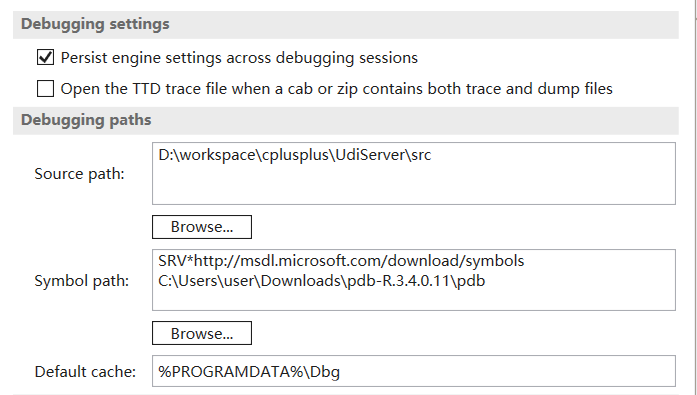 Debugging settings
Persist engine settings across debugging sessions
Open the TTD trace file when a cab or zip contains both trace and dump files
Debugging paths
Source path:
D:\workspace\cplusplus\UdiServer\src
Browse...
Symbol path:
SRV*http://msdl.microsoft.com/download/symbols
C:\Users\user\Downloads\pdb-R.3.4.0.11\pdb
Browse...
Default cache:
%PROGRAMDATA%\Dbg